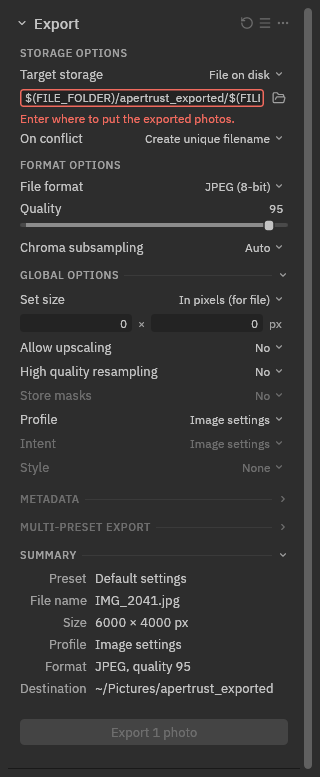 Export
STORAGE OPTIONS
Target storage File on disk
$(FILE_FOLDER)/apertrust_exported/$(FILI
Enter where to put the exported photos.
On conflict Create unique filename
FORMAT OPTIONS
File format JPEG (8-bit)
Quality 95
Chroma subsampling Auto
GLOBAL OPTIONS
Set size In pixels (for file)
0 × 0 px
Allow upscaling No
High quality resampling No
Store masks No
Profile Image settings
Intent Image settings
Style None
METADATA
MULTI-PRESET EXPORT
SUMMARY
Preset Default settings
File name IMG_2041.jpg
Size 6000 × 4000 px
Profile Image settings
Format JPEG, quality 95
Destination ~/Pictures/apertrust_exported
Export 1 photo